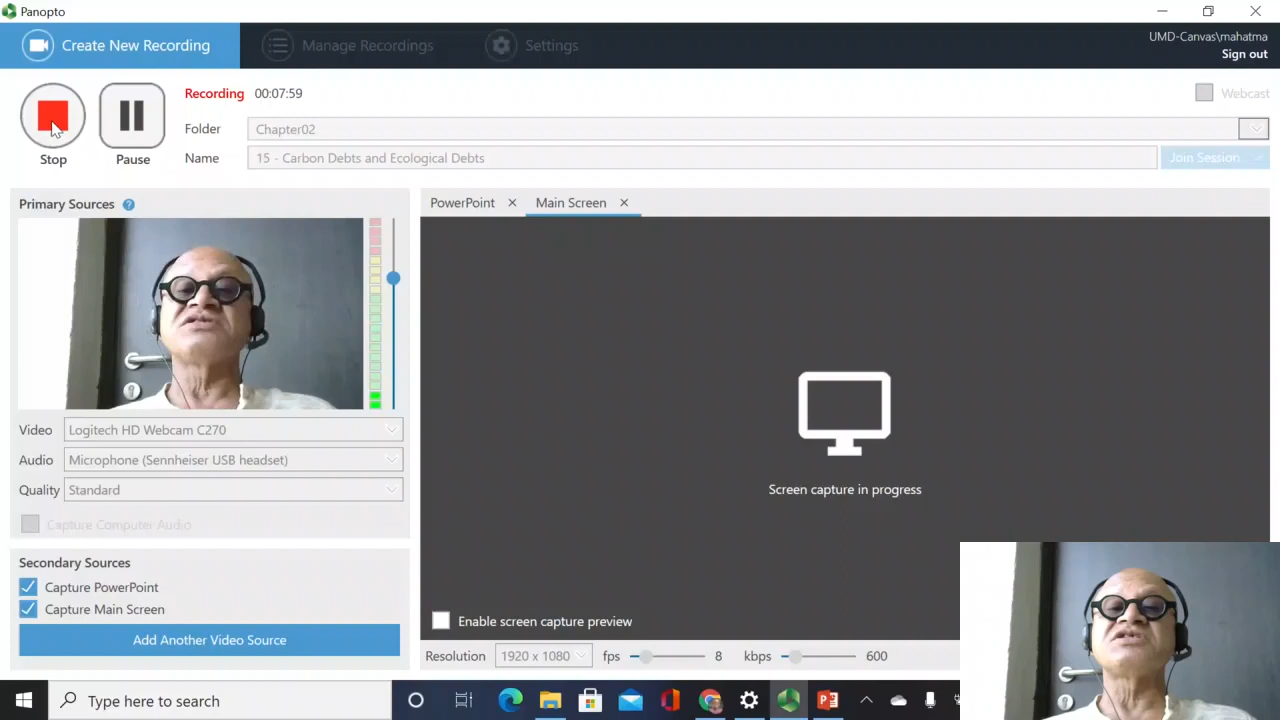 Panopto
Create New Recording
Manage Recordings
Settings
UMD-Canvas\mahatma
Sign out
Recording 00:07:59
Webcast
Folder Chapter02
Stop Pause Name 15 - Carbon Debts and Ecological Debts Join Session
Primary Sources ?
PowerPoint
Main Screen
Video Logitech HD Webcam C270
Audio Microphone (Sennheiser USB headset)
Quality Standard
Capture Computer Audio
Screen capture in progress
Secondary Sources
Capture PowerPoint
Capture Main Screen
Add Another Video Source
Enable screen capture preview
Resolution 1920 x 1080 fps 8 kbps 600
Type here to search